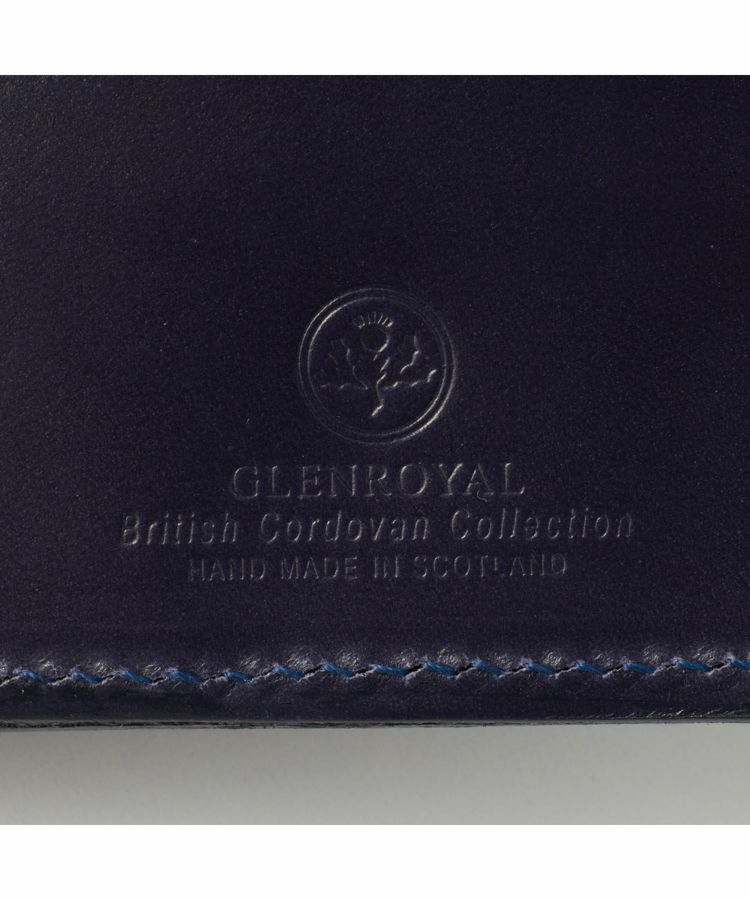 GLENROYAL
British Cordovan Collection
HAND MADE IN SCOTLAND